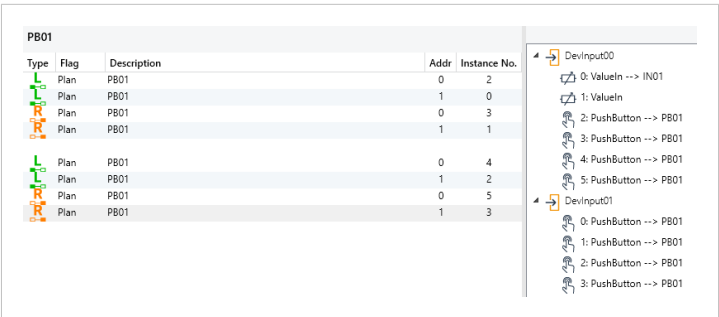 PB01
Type Flag Description Addr Instance No.
L Plan PB01 0 2
L Plan PB01 1 0
R Plan PB01 0 3
R Plan PB01 1 1
L Plan PB01 0 4
L Plan PB01 1 2
R Plan PB01 0 5
R Plan PB01 1 3
DevInput00
0: ValueIn --> IN01
1: ValueIn
2: PushButton --> PB01
3: PushButton --> PB01
4: PushButton --> PB01
5: PushButton --> PB01
DevInput01
0: PushButton --> PB01
1: PushButton --> PB01
2: PushButton --> PB01
3: PushButton --> PB01